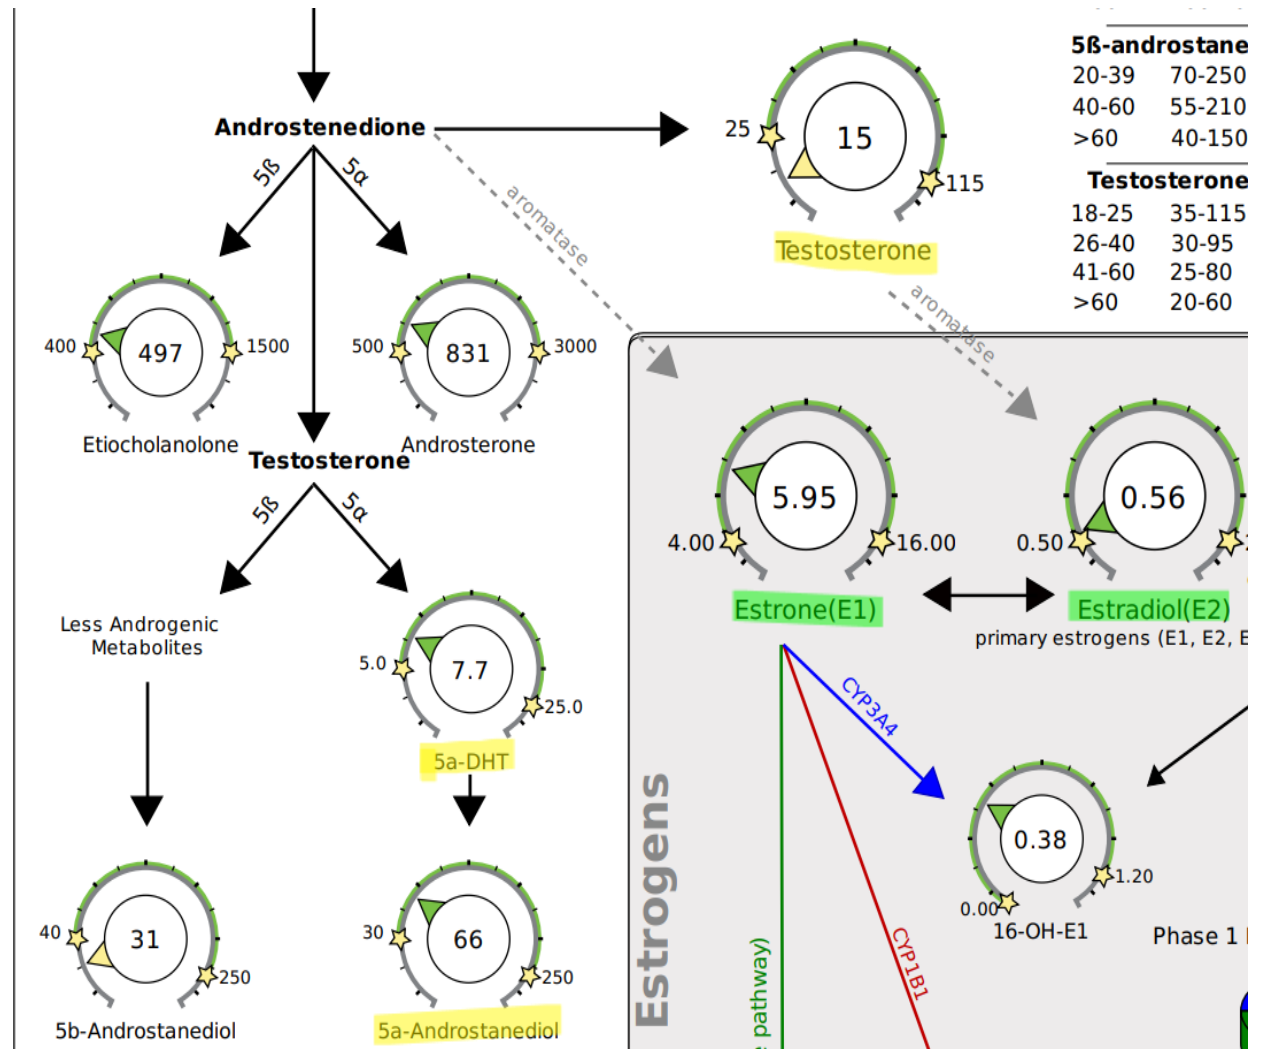 5ß-androstane
20-39 70-250
40-60 55-210
>60 40-150
Testosterone
18-25 35-115
26-40 30-95
41-60 25-80
>60 20-60
Androstenedione
5ß
5α
aromatase
25
15
115
Testosterone
aromatase
400
497
1500
Etiocholanolone
500
831
3000
Androsterone
Testosterone
5ß
5α
Less Androgenic
Metabolites
5.0
7.7
25.0
5a-DHT
40
31
250
5b-Androstanediol
30
66
250
5a-Androstanediol
Estrogens
4.00
5.95
16.00
Estrone(E1)
0.50
0.56
2
Estradiol(E2)
primary estrogens (E1, E2, E
CYP3A4
CYP1B1
pathway)
0.00
0.38
1.20
16-OH-E1
Phase 1